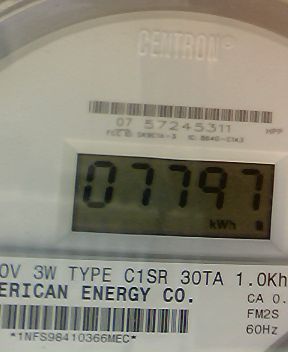 CENTRON®
07 57245311
HPP
07797
kWh
0V 3W TYPE C1SR 30TA 1.0Kh
ERICAN ENERGY CO.
CA 0.
FM2S
60Hz
*1NFS98410366MEC*